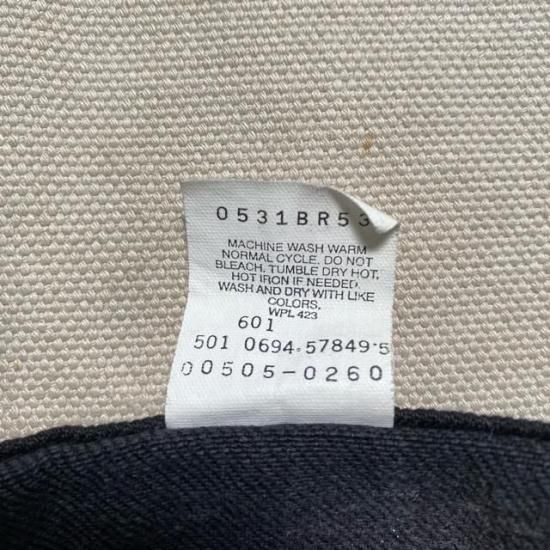 0531BR53
MACHINE WASH WARM
NORMAL CYCLE. DO NOT
BLEACH. TUMBLE DRY HOT.
HOT IRON IF NEEDED.
WASH AND DRY WITH LIKE
COLORS.
WPL 423
601
501 0694 57849 5
00505-0260